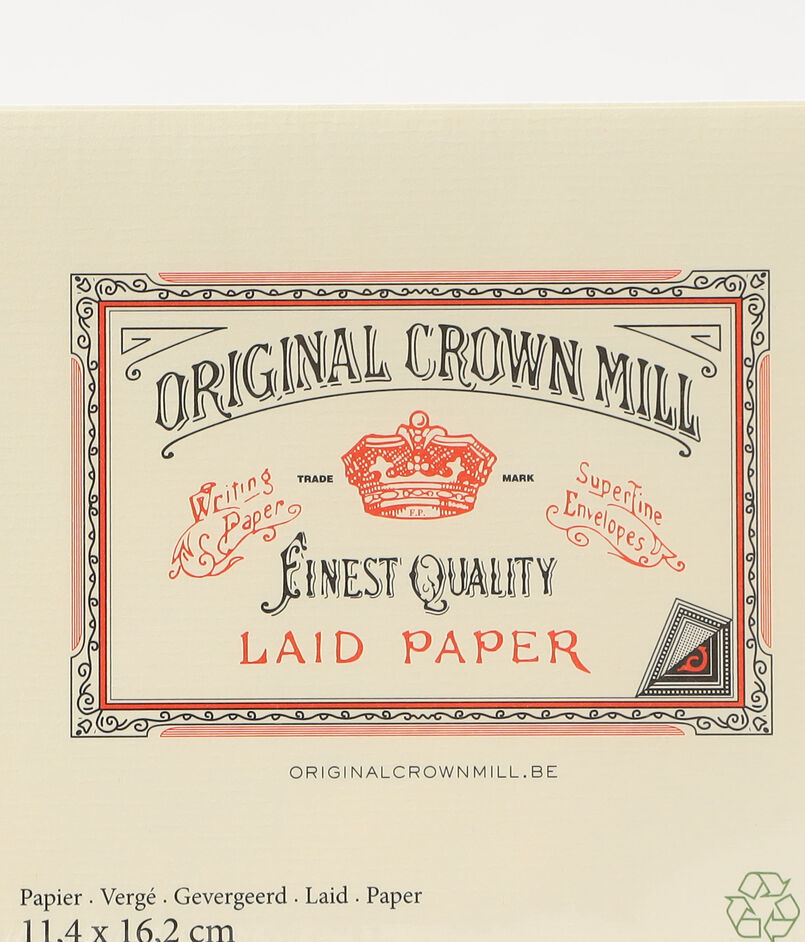 ORIGINAL CROWN MILL
Writing
Paper
TRADE
MARK
Superfine
Envelopes
F.P.
FINEST QUALITY
LAID PAPER
ORIGINALCROWNMILL.BE
Papier . Vergé . Gevergeerd . Laid . Paper
11,4 x 16,2 cm